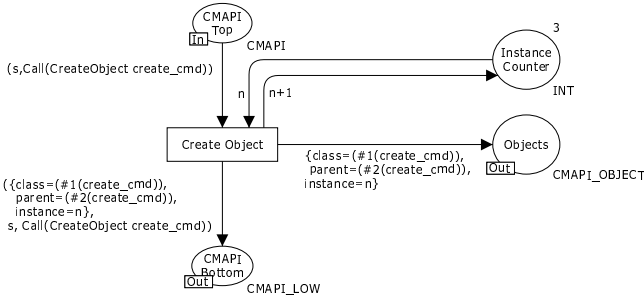 CMAPI
Top
In
CMAPI
3
Instance
Counter
INT
(s,Call(CreateObject create_cmd))
n
n+1
Create Object
{class=(#1(create_cmd)),
parent=(#2(create_cmd)),
instance=n}
Objects
Out
CMAPI_OBJECT
({class=(#1(create_cmd)),
parent=(#2(create_cmd)),
instance=n},
s, Call(CreateObject create_cmd))
CMAPI
Bottom
Out
CMAPI_LOW